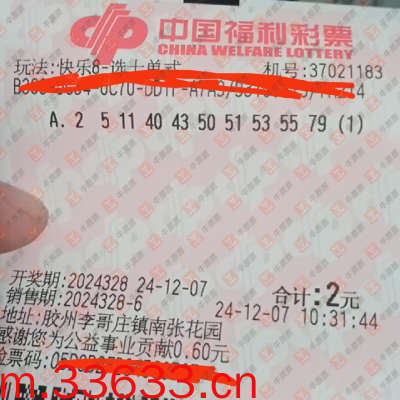 中国福利彩票
CHINA WELFARE LOTTERY
玩法:快乐8-选十单式 机号:37021183
A. 2 5 11 40 43 50 51 53 55 79 (1)
开奖期:2024328 24-12-07 合计:2元
销售期:2024328-6 24-12-07 10:31:44
地址:胶州李哥庄镇南张花园
感谢您为公益事业贡献0.60元
验票码:
m.33633.cn